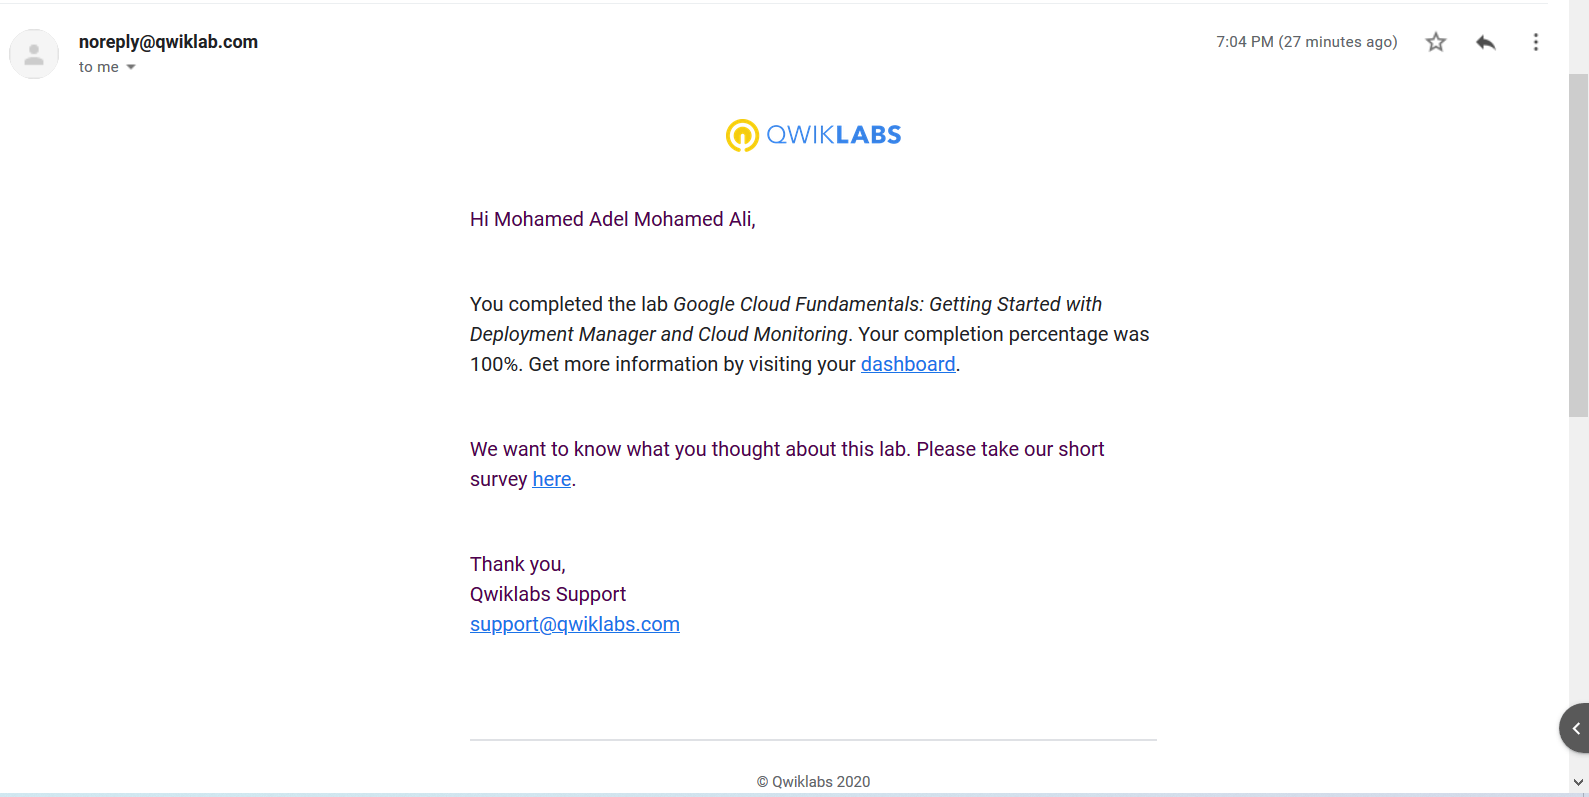 noreply@qwiklab.com
7:04 PM (27 minutes ago)
to me
QWIKLABS
Hi Mohamed Adel Mohamed Ali,
You completed the lab Google Cloud Fundamentals: Getting Started with
Deployment Manager and Cloud Monitoring. Your completion percentage was
100%. Get more information by visiting your dashboard.
We want to know what you thought about this lab. Please take our short
survey here.
Thank you,
Qwiklabs Support
support@qwiklabs.com
© Qwiklabs 2020